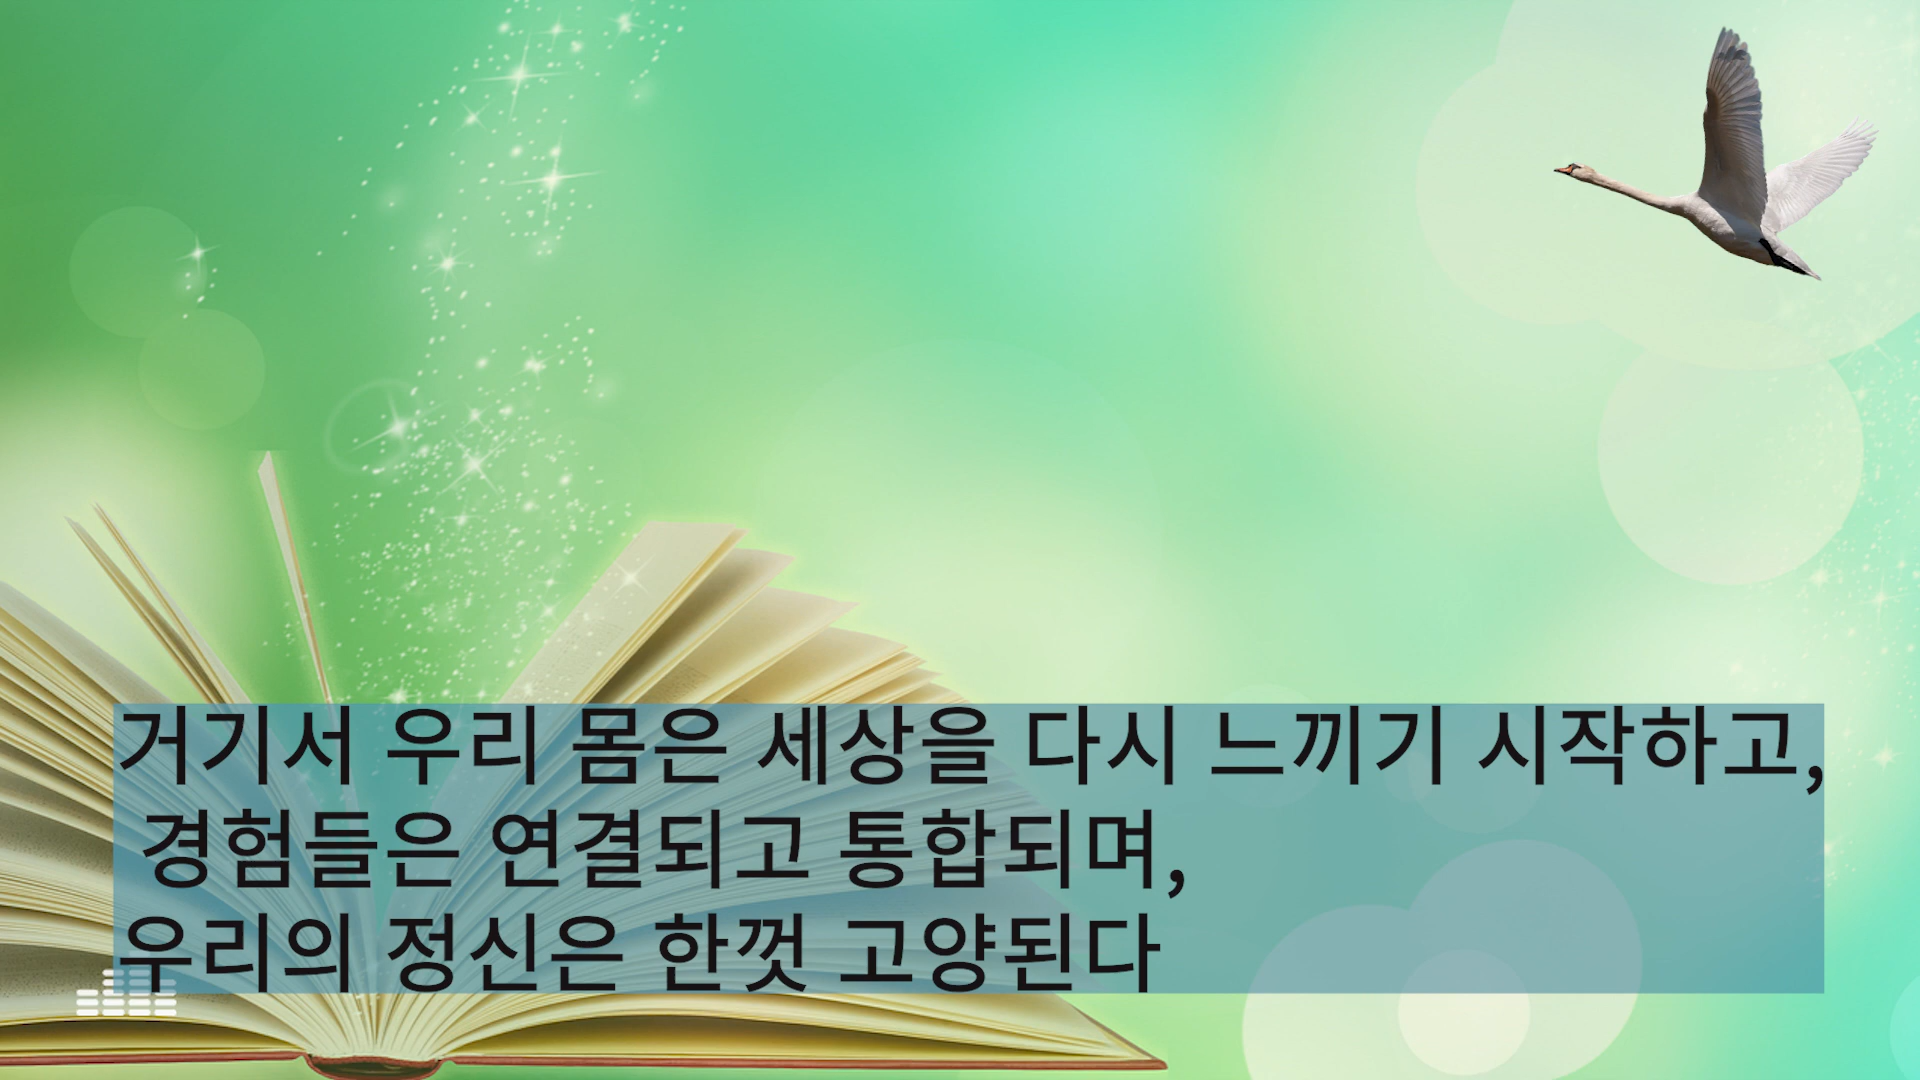 거기서 우리 몸은 세상을 다시 느끼기 시작하고,
경험들은 연결되고 통합되며,
우리의 정신은 한껏 고양된다